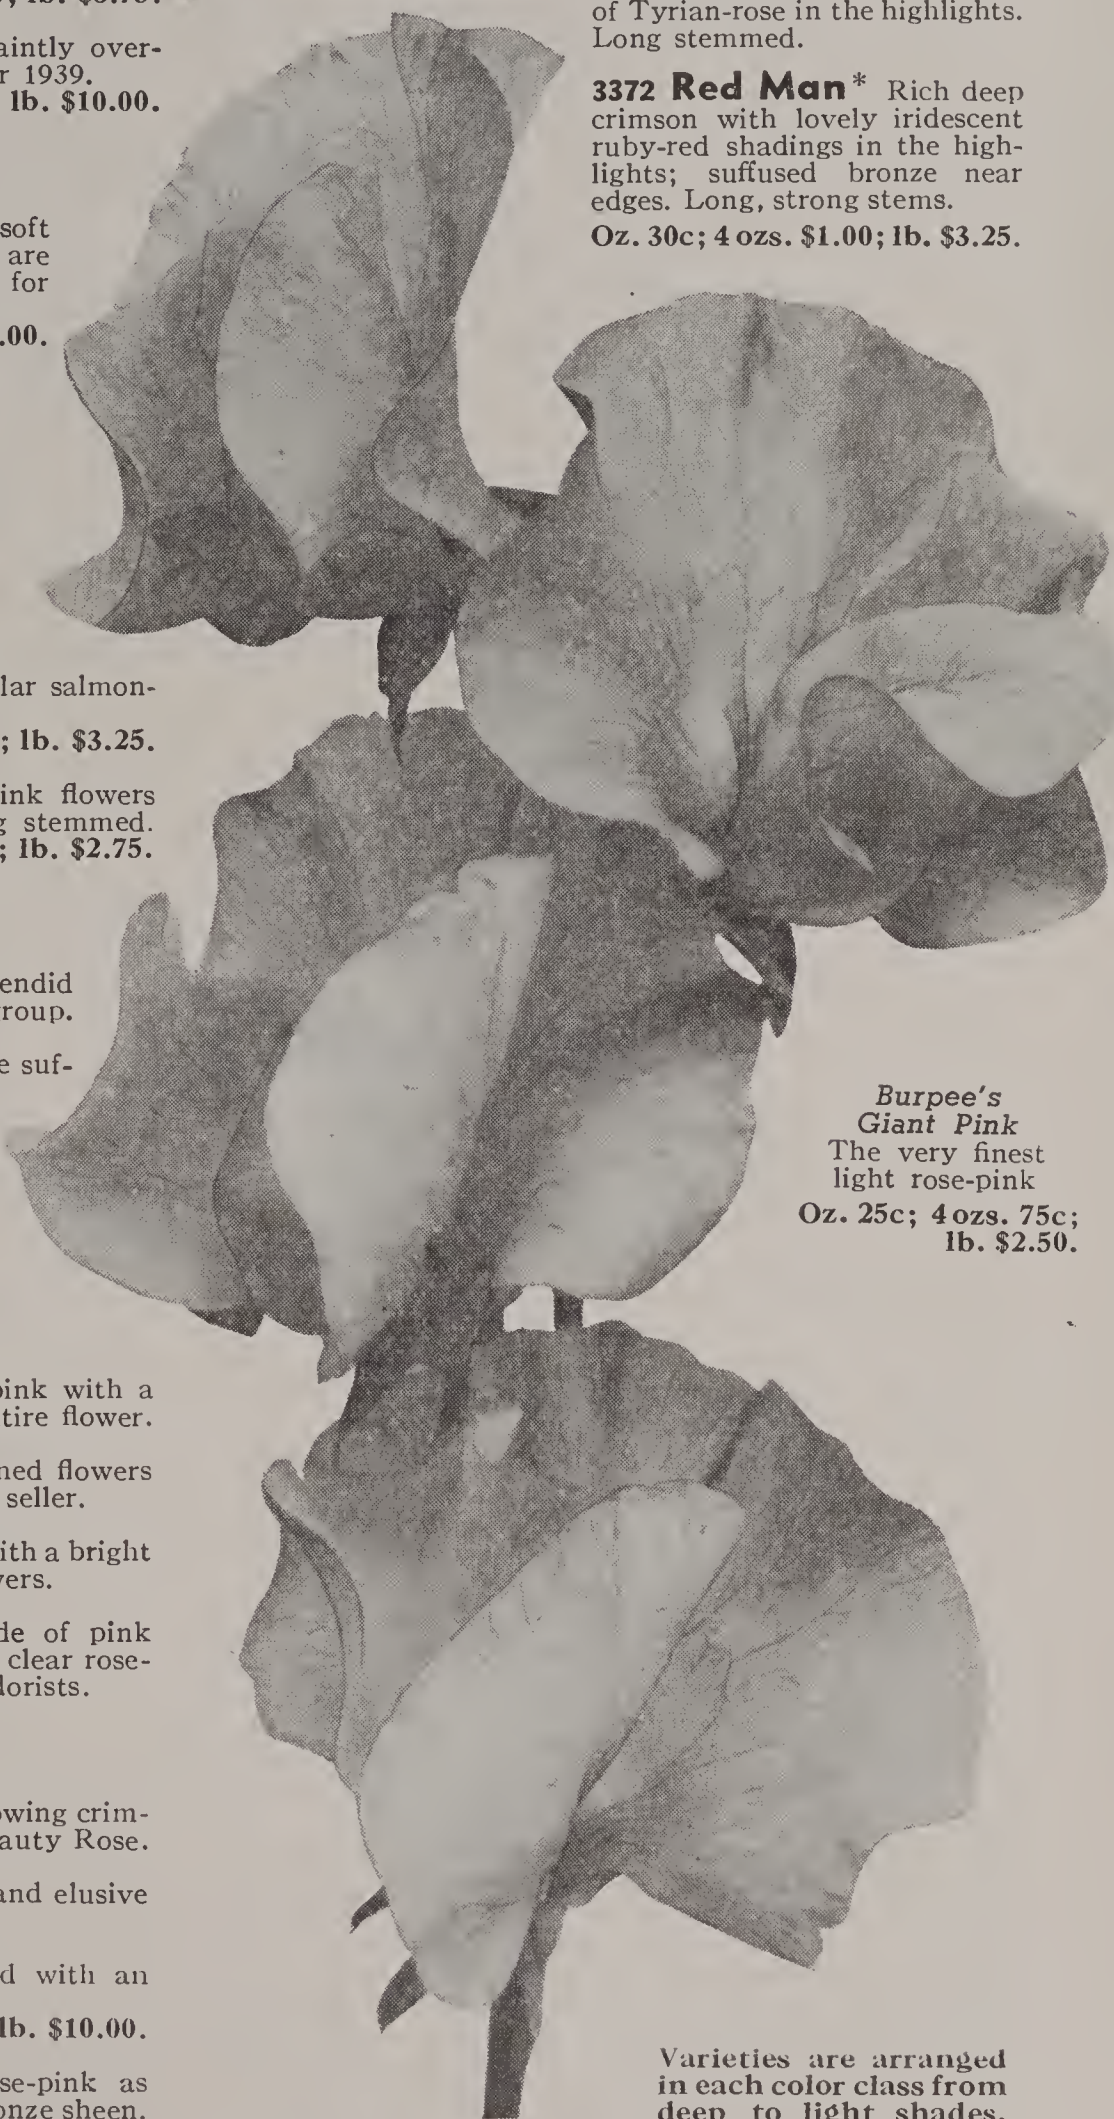 lb. $3.75.
aintly over-
r 1939.
lb. $10.00.
soft
are
for
.00.
lar salmon-
; lb. $3.25.
ink flowers
g stemmed.
; lb. $2.75.
endid
roup.
e suf-
pink with a
tire flower.
ned flowers
seller.
ith a bright
vers.
de of pink
clear rose-
lorists.
owing crim-
auty Rose.
and elusive
d with an
lb. $10.00.
se-pink as
onze sheen.
of Tyrian-rose in the highlights.
Long stemmed.
3372 Red Man* Rich deep
crimson with lovely iridescent
ruby-red shadings in the high-
lights; suffused bronze near
edges. Long, strong stems.
Oz. 30c; 4 ozs. $1.00; lb. $3.25.
Burpee's
Giant Pink
The very finest
light rose-pink
Oz. 25c; 4 ozs. 75c;
lb. $2.50.
Varieties are arranged
in each color class from
deep to light shades.